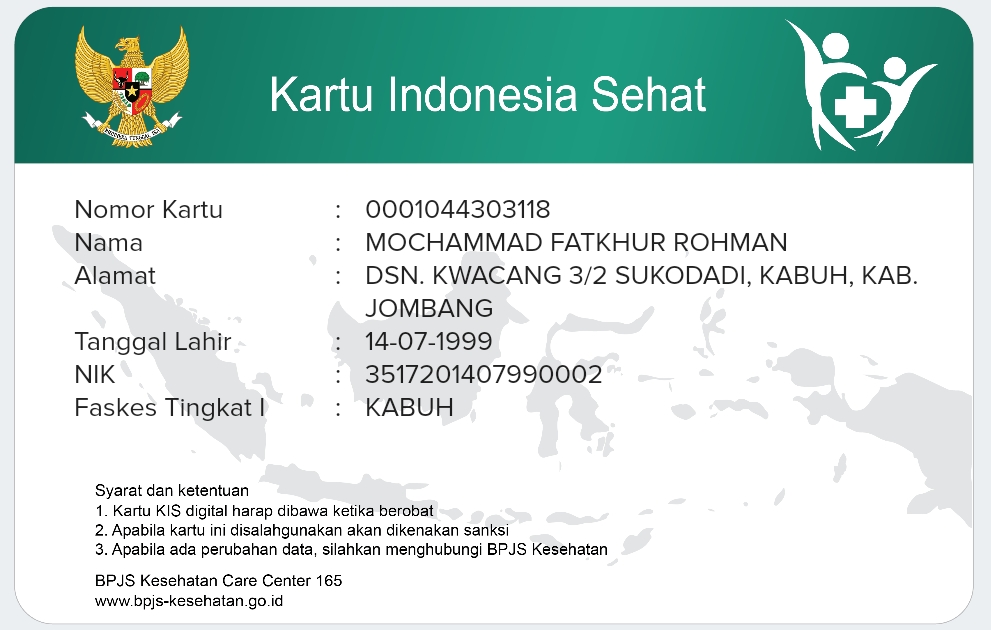 Kartu Indonesia Sehat
Nomor Kartu : 0001044303118
Nama : MOCHAMMAD FATKHUR ROHMAN
Alamat : DSN. KWACANG 3/2 SUKODADI, KABUH, KAB.
JOMBANG
Tanggal Lahir : 14-07-1999
NIK : 3517201407990002
Faskes Tingkat I : KABUH
Syarat dan ketentuan
1. Kartu KIS digital harap dibawa ketika berobat
2. Apabila kartu ini disalahgunakan akan dikenakan sanksi
3. Apabila ada perubahan data, silahkan menghubungi BPJS Kesehatan
BPJS Kesehatan Care Center 165
www.bpjs-kesehatan.go.id